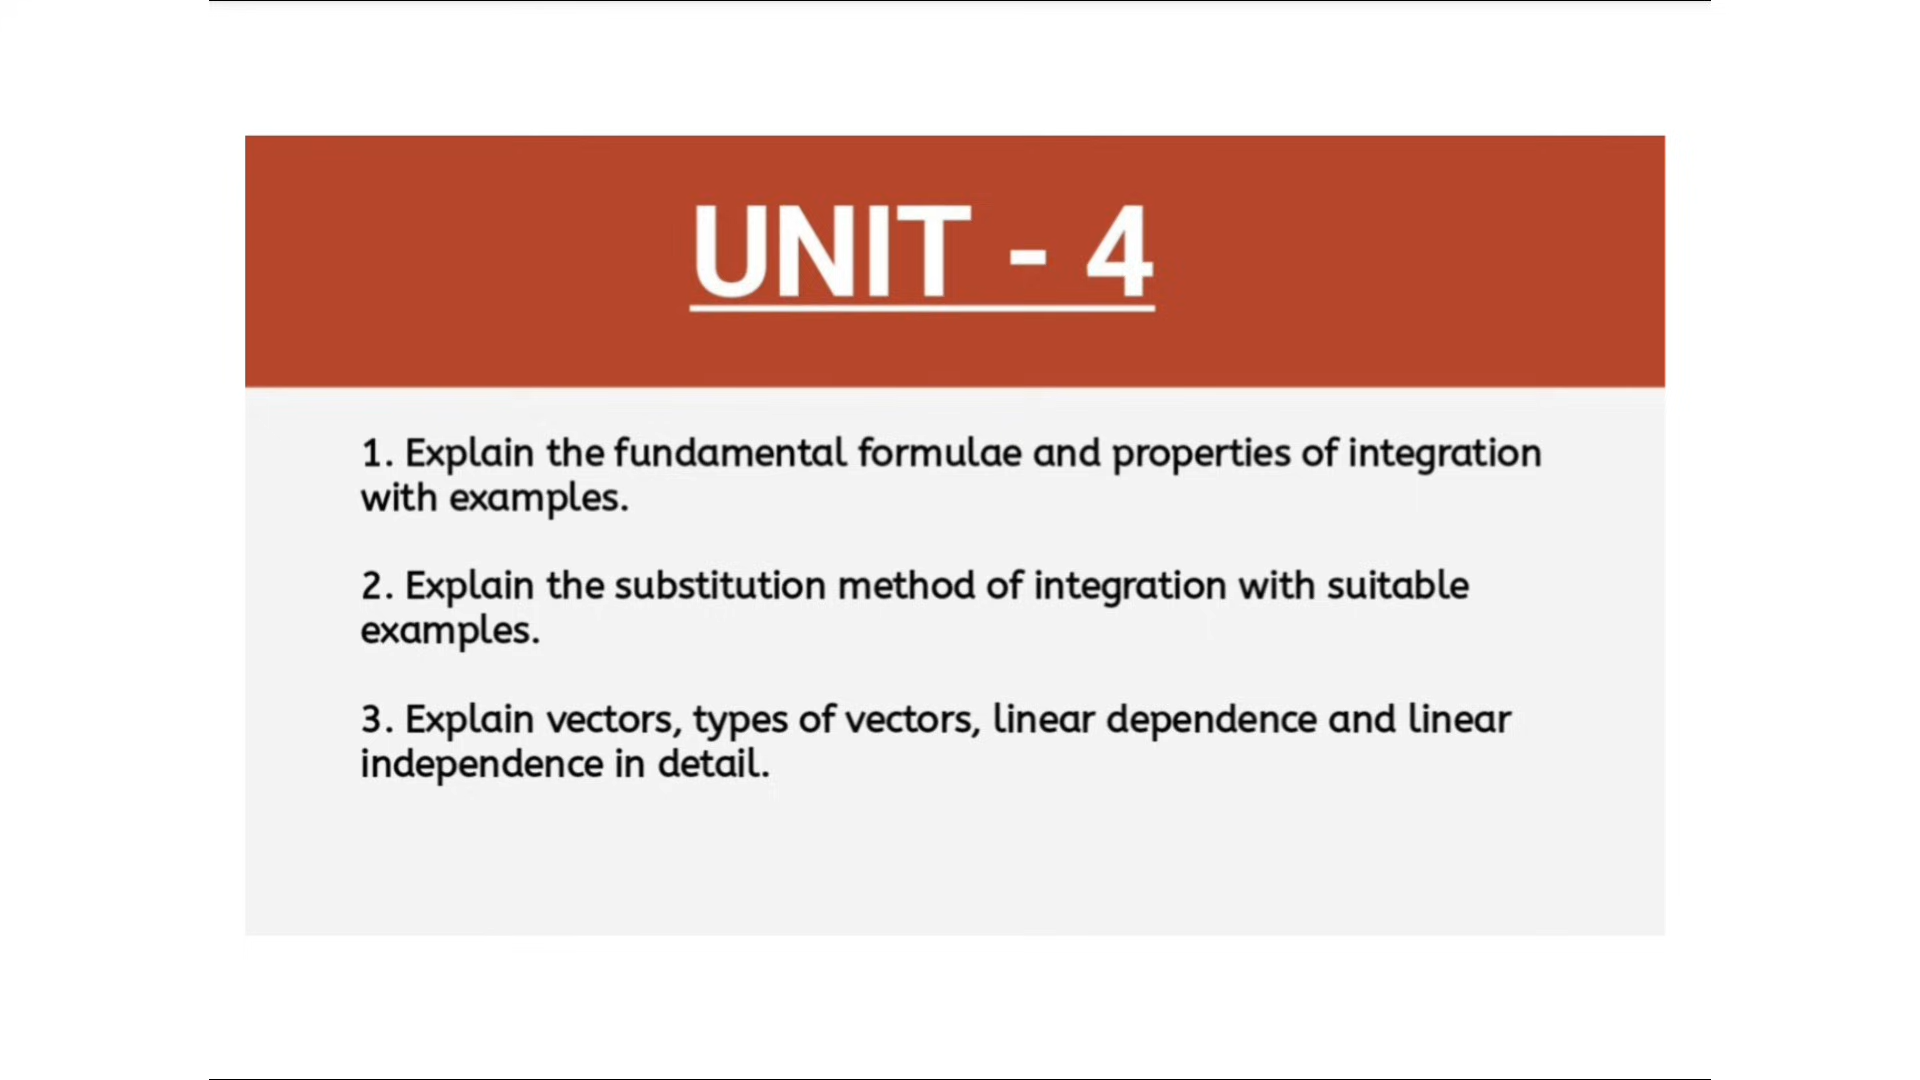 UNIT - 4
1. Explain the fundamental formulae and properties of integration
with examples.
2. Explain the substitution method of integration with suitable
examples.
3. Explain vectors, types of vectors, linear dependence and linear
independence in detail.